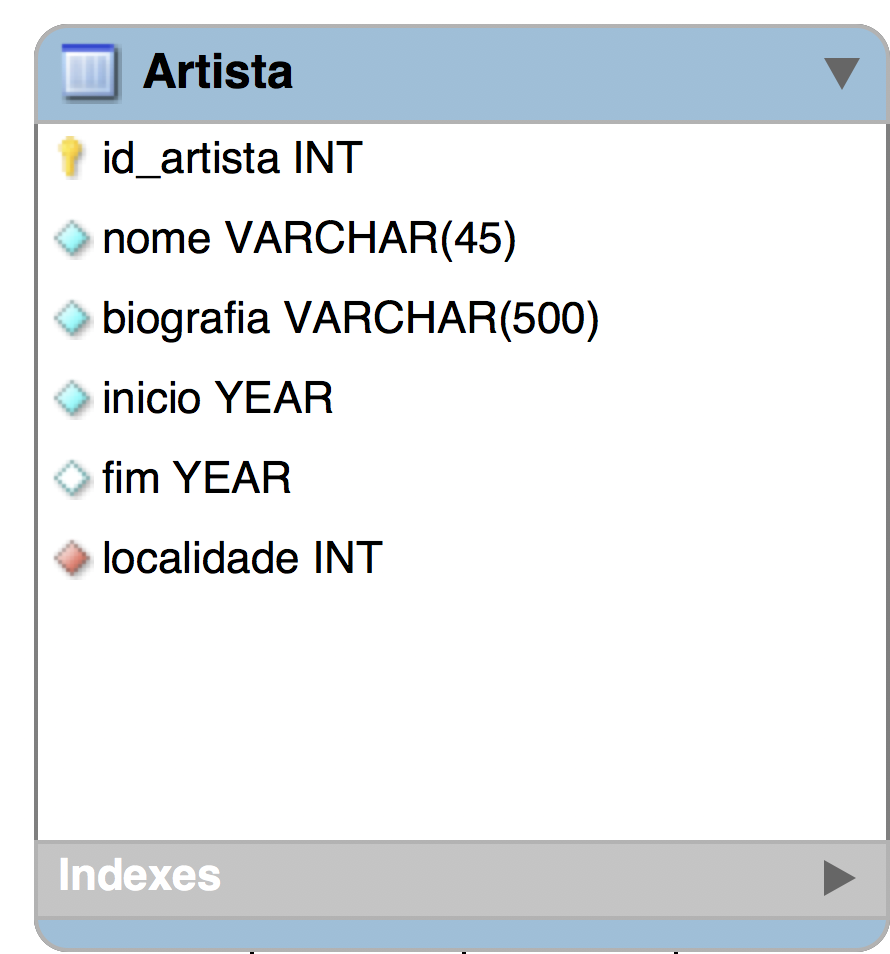 Artista
id_artista INT
nome VARCHAR(45)
biografia VARCHAR(500)
inicio YEAR
fim YEAR
localidade INT
Indexes